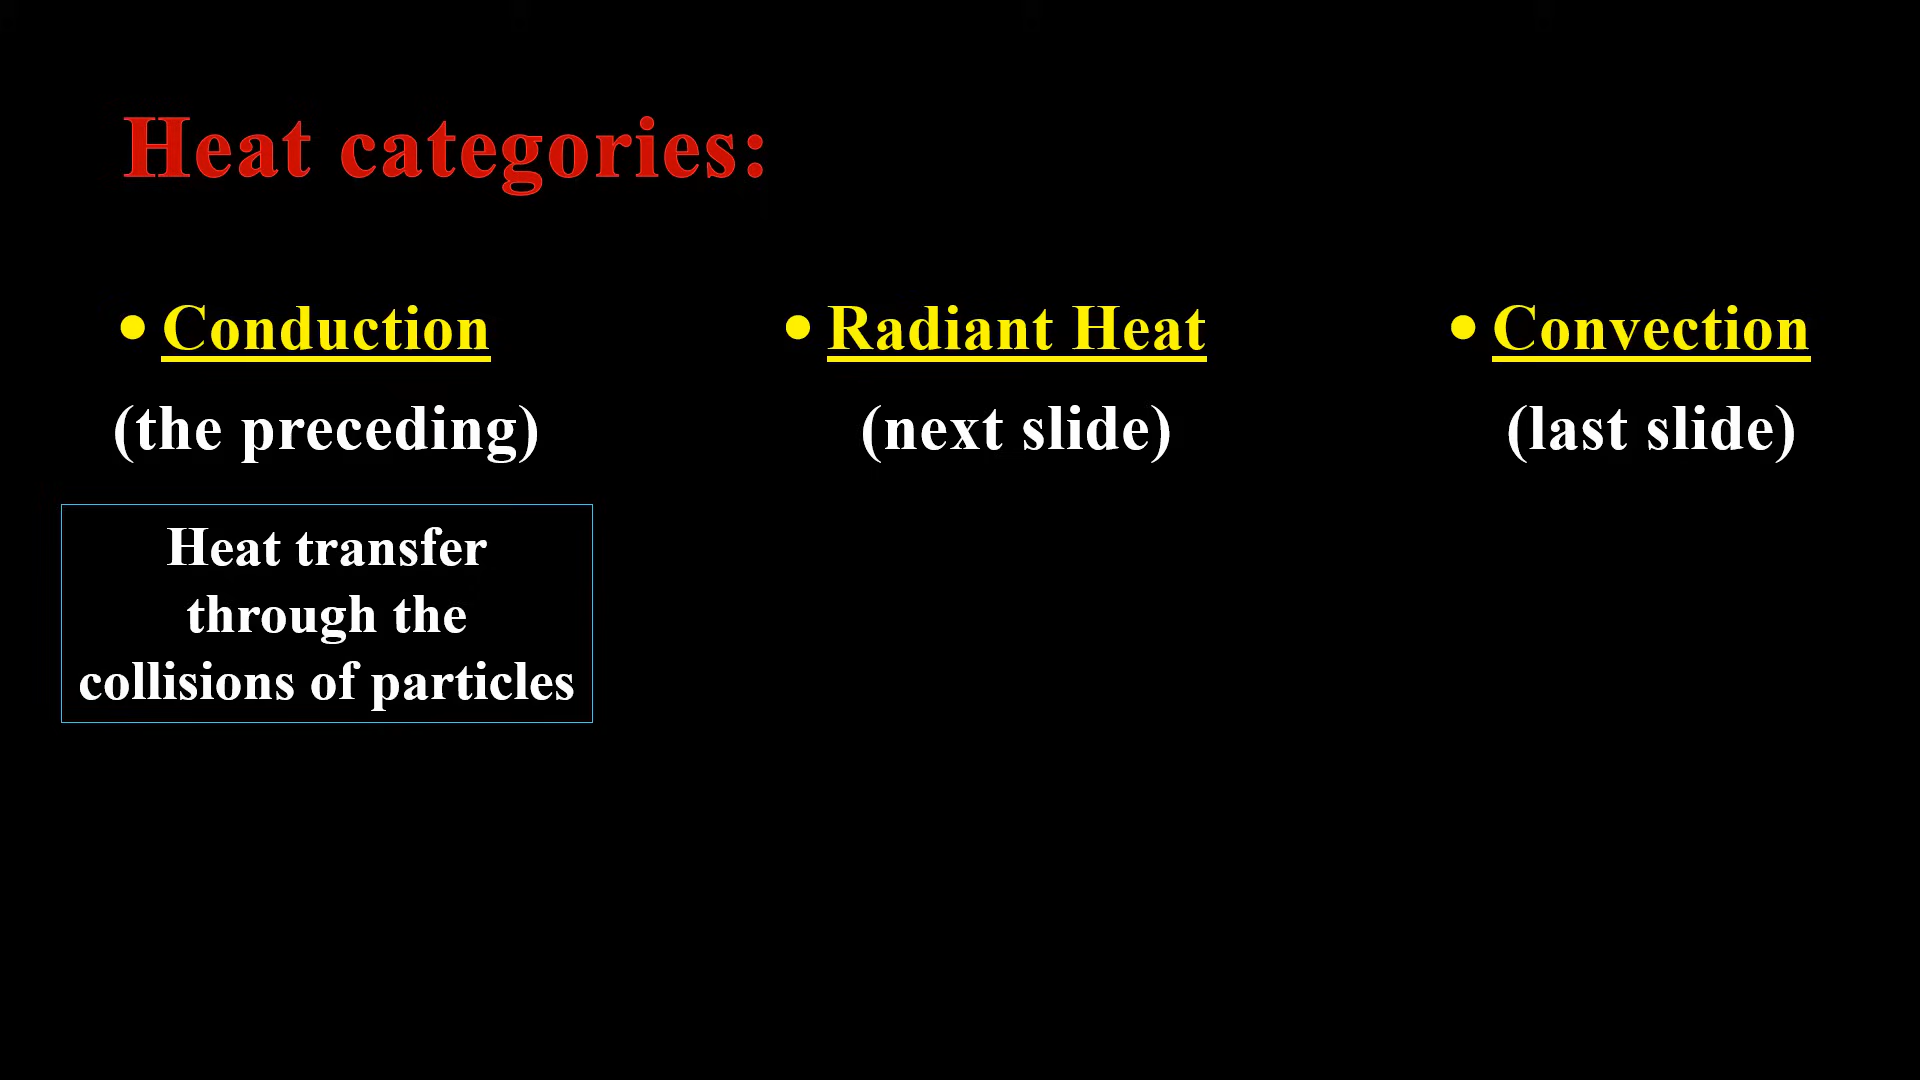 Heat categories:
• Conduction
(the preceding)
Heat transfer
through the
collisions of particles
• Radiant Heat
(next slide)
• Convection
(last slide)